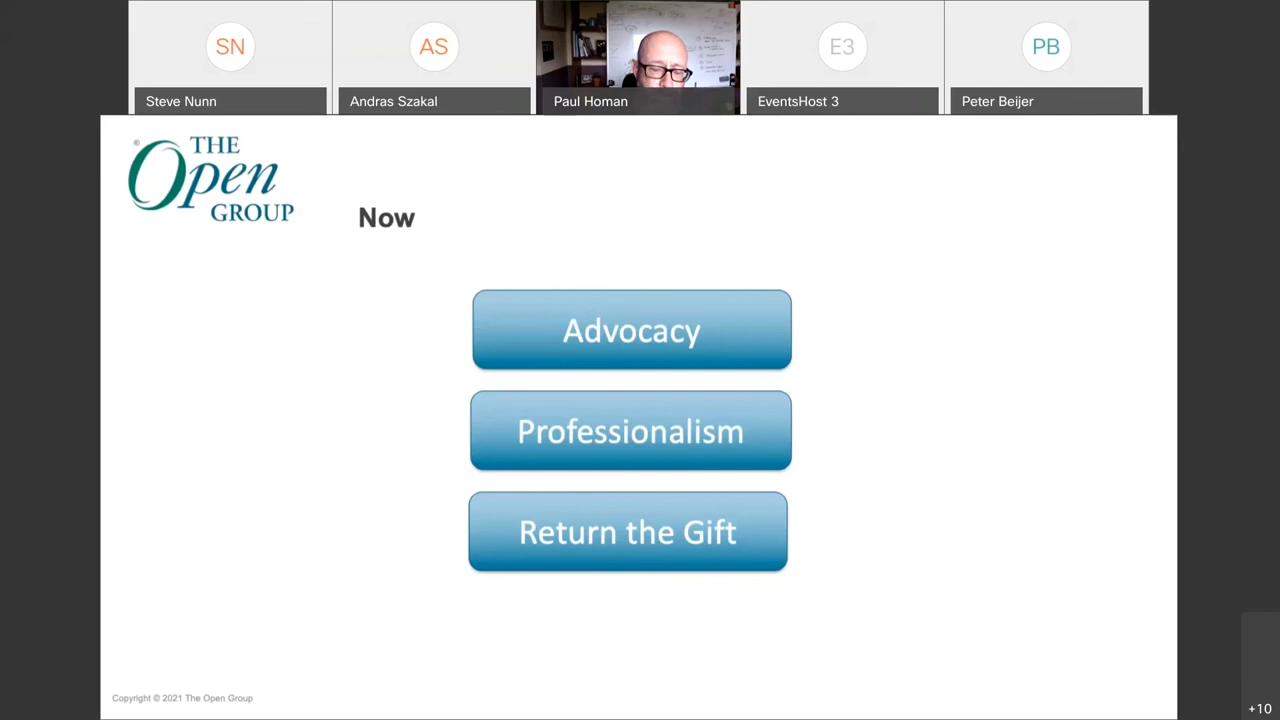 SN
AS
E3
PB
Steve Nunn
Andras Szakal
Paul Homan
EventsHost 3
Peter Beijer
® THE
Open
GROUP
Now
Advocacy
Professionalism
Return the Gift
Copyright © 2021 The Open Group
+10